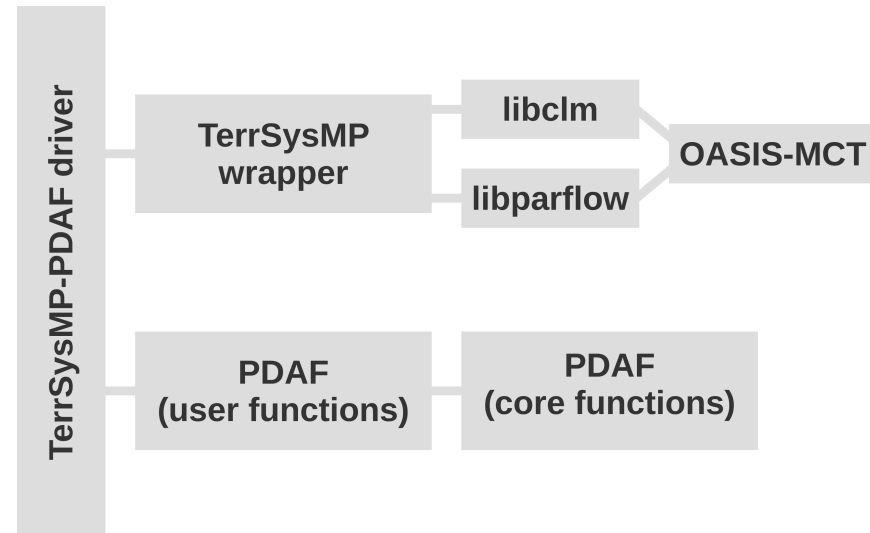 TerrSysMP-PDAF driver
TerrSysMP
wrapper
libclm
libparflow
OASIS-MCT
PDAF
(user functions)
PDAF
(core functions)